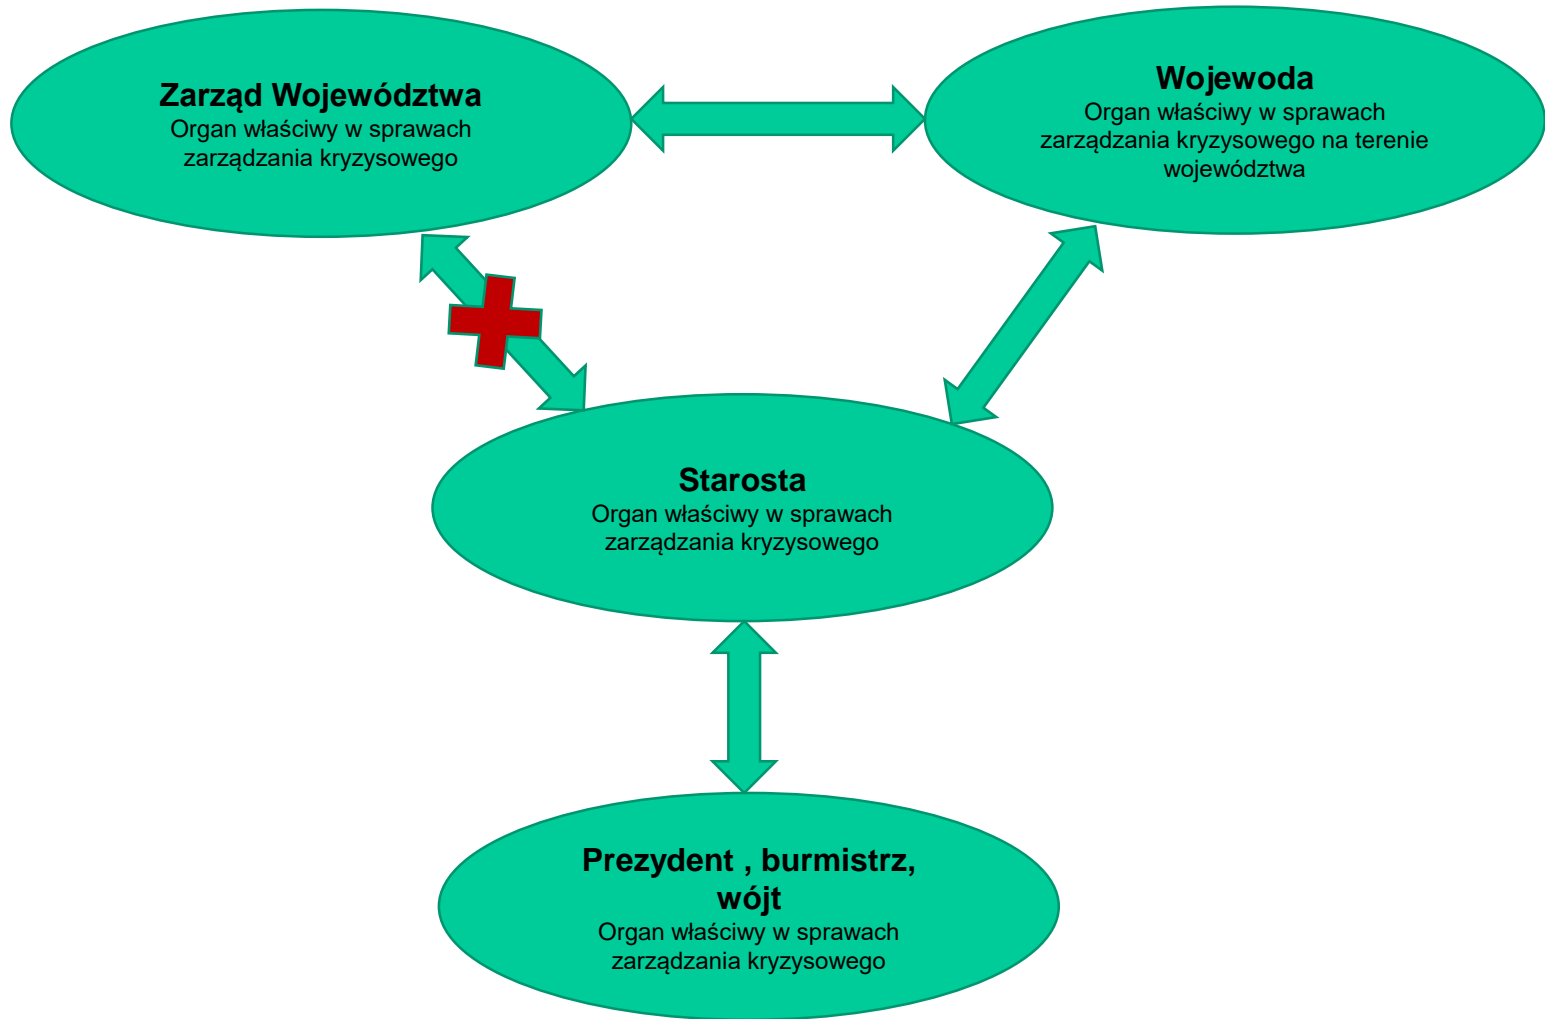 Zarząd Województwa
Organ właściwy w sprawach
zarządzania kryzysowego
Wojewoda
Organ właściwy w sprawach
zarządzania kryzysowego na terenie
województwa
Starosta
Organ właściwy w sprawach
zarządzania kryzysowego
Prezydent , burmistrz,
wójt
Organ właściwy w sprawach
zarządzania kryzysowego